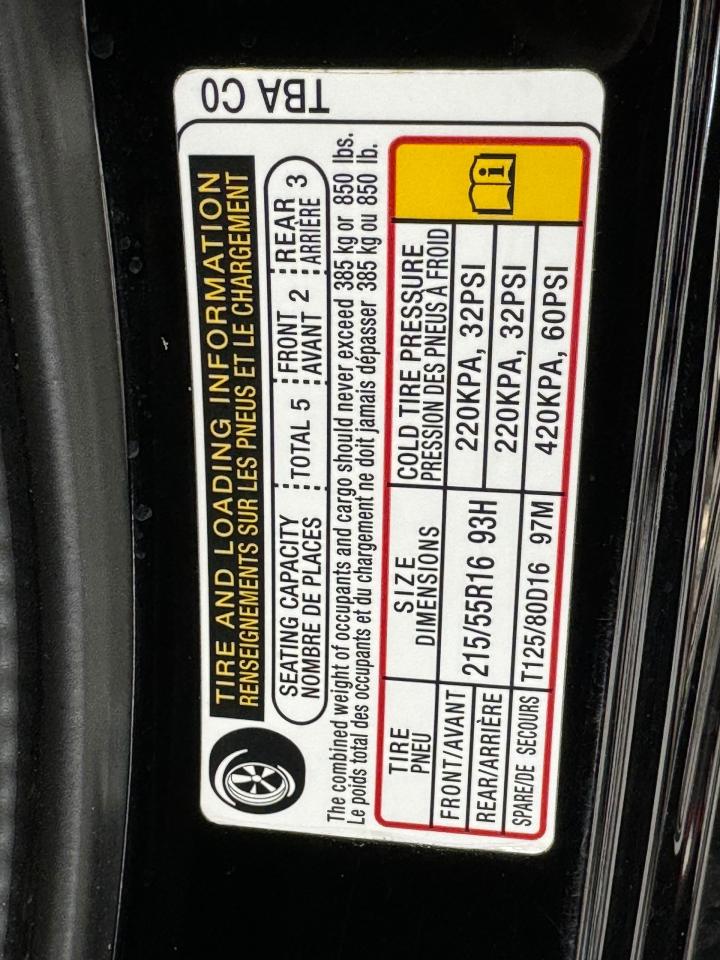 TBA C0
TIRE AND LOADING INFORMATION
RENSEIGNEMENTS SUR LES PNEUS ET LE CHARGEMENT
SEATING CAPACITY TOTAL 5 FRONT 2 REAR 3
NOMBRE DE PLACES AVANT ARRIÈRE
The combined weight of occupants and cargo should never exceed 385 kg or 850 lbs.
Le poids total des occupants et du chargement ne doit jamais dépasser 385 kg ou 850 lb.
TIRE SIZE COLD TIRE PRESSURE
PNEU DIMENSIONS PRESSION DES PNEUS À FROID
FRONT/AVANT 215/55R16 93H 220KPA, 32PSI
REAR/ARRIÈRE 220KPA, 32PSI
SPARE/DE SECOURS T125/80D16 97M 420KPA, 60PSI